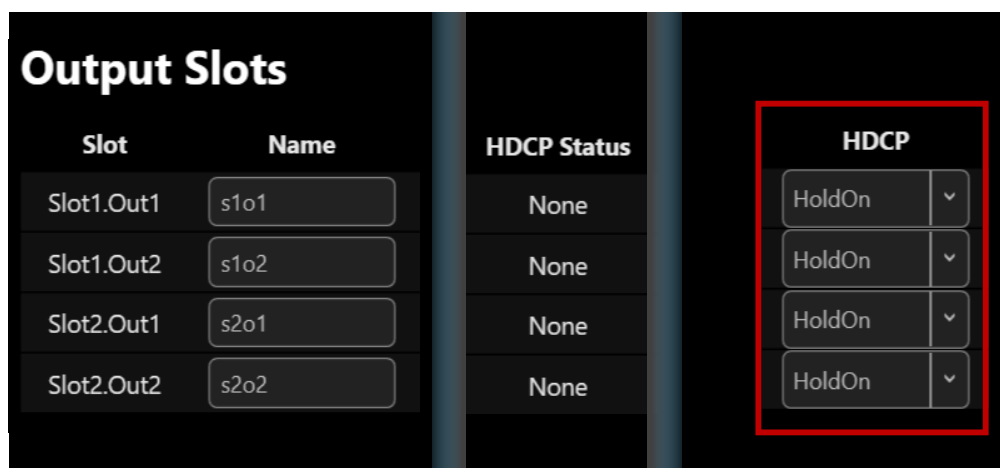 Output Slots
Slot Name HDCP Status HDCP
Slot1.Out1 s1o1 None HoldOn
Slot1.Out2 s1o2 None HoldOn
Slot2.Out1 s2o1 None HoldOn
Slot2.Out2 s2o2 None HoldOn